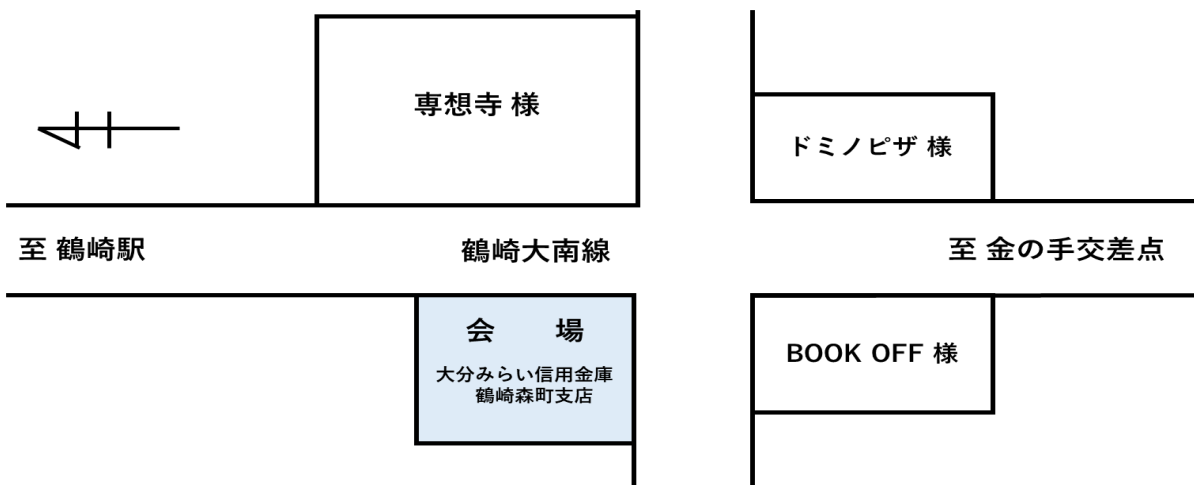 専想寺 様
ドミノピザ 様
至 鶴崎駅
鶴崎大南線
至 金の手交差点
会　　場
大分みらい信用金庫
鶴崎森町支店
BOOK OFF 様